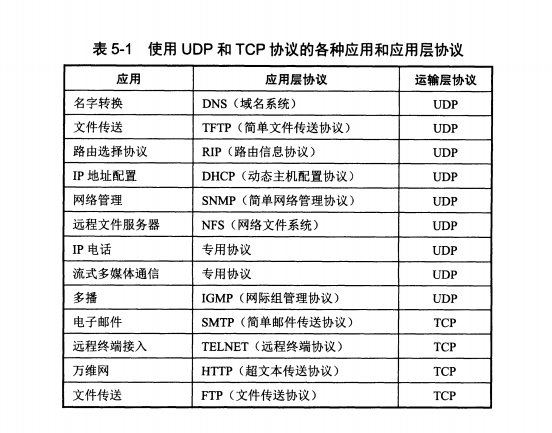 表 5-1 使用 UDP 和 TCP 协议的各种应用和应用层协议
应用 应用层协议 运输层协议
名字转换 DNS（域名系统） UDP
文件传送 TFTP（简单文件传送协议） UDP
路由选择协议 RIP（路由信息协议） UDP
IP 地址配置 DHCP（动态主机配置协议） UDP
网络管理 SNMP（简单网络管理协议） UDP
远程文件服务器 NFS（网络文件系统） UDP
IP 电话 专用协议 UDP
流式多媒体通信 专用协议 UDP
多播 IGMP（网际组管理协议） UDP
电子邮件 SMTP（简单邮件传送协议） TCP
远程终端接入 TELNET（远程终端协议） TCP
万维网 HTTP（超文本传送协议） TCP
文件传送 FTP（文件传送协议） TCP